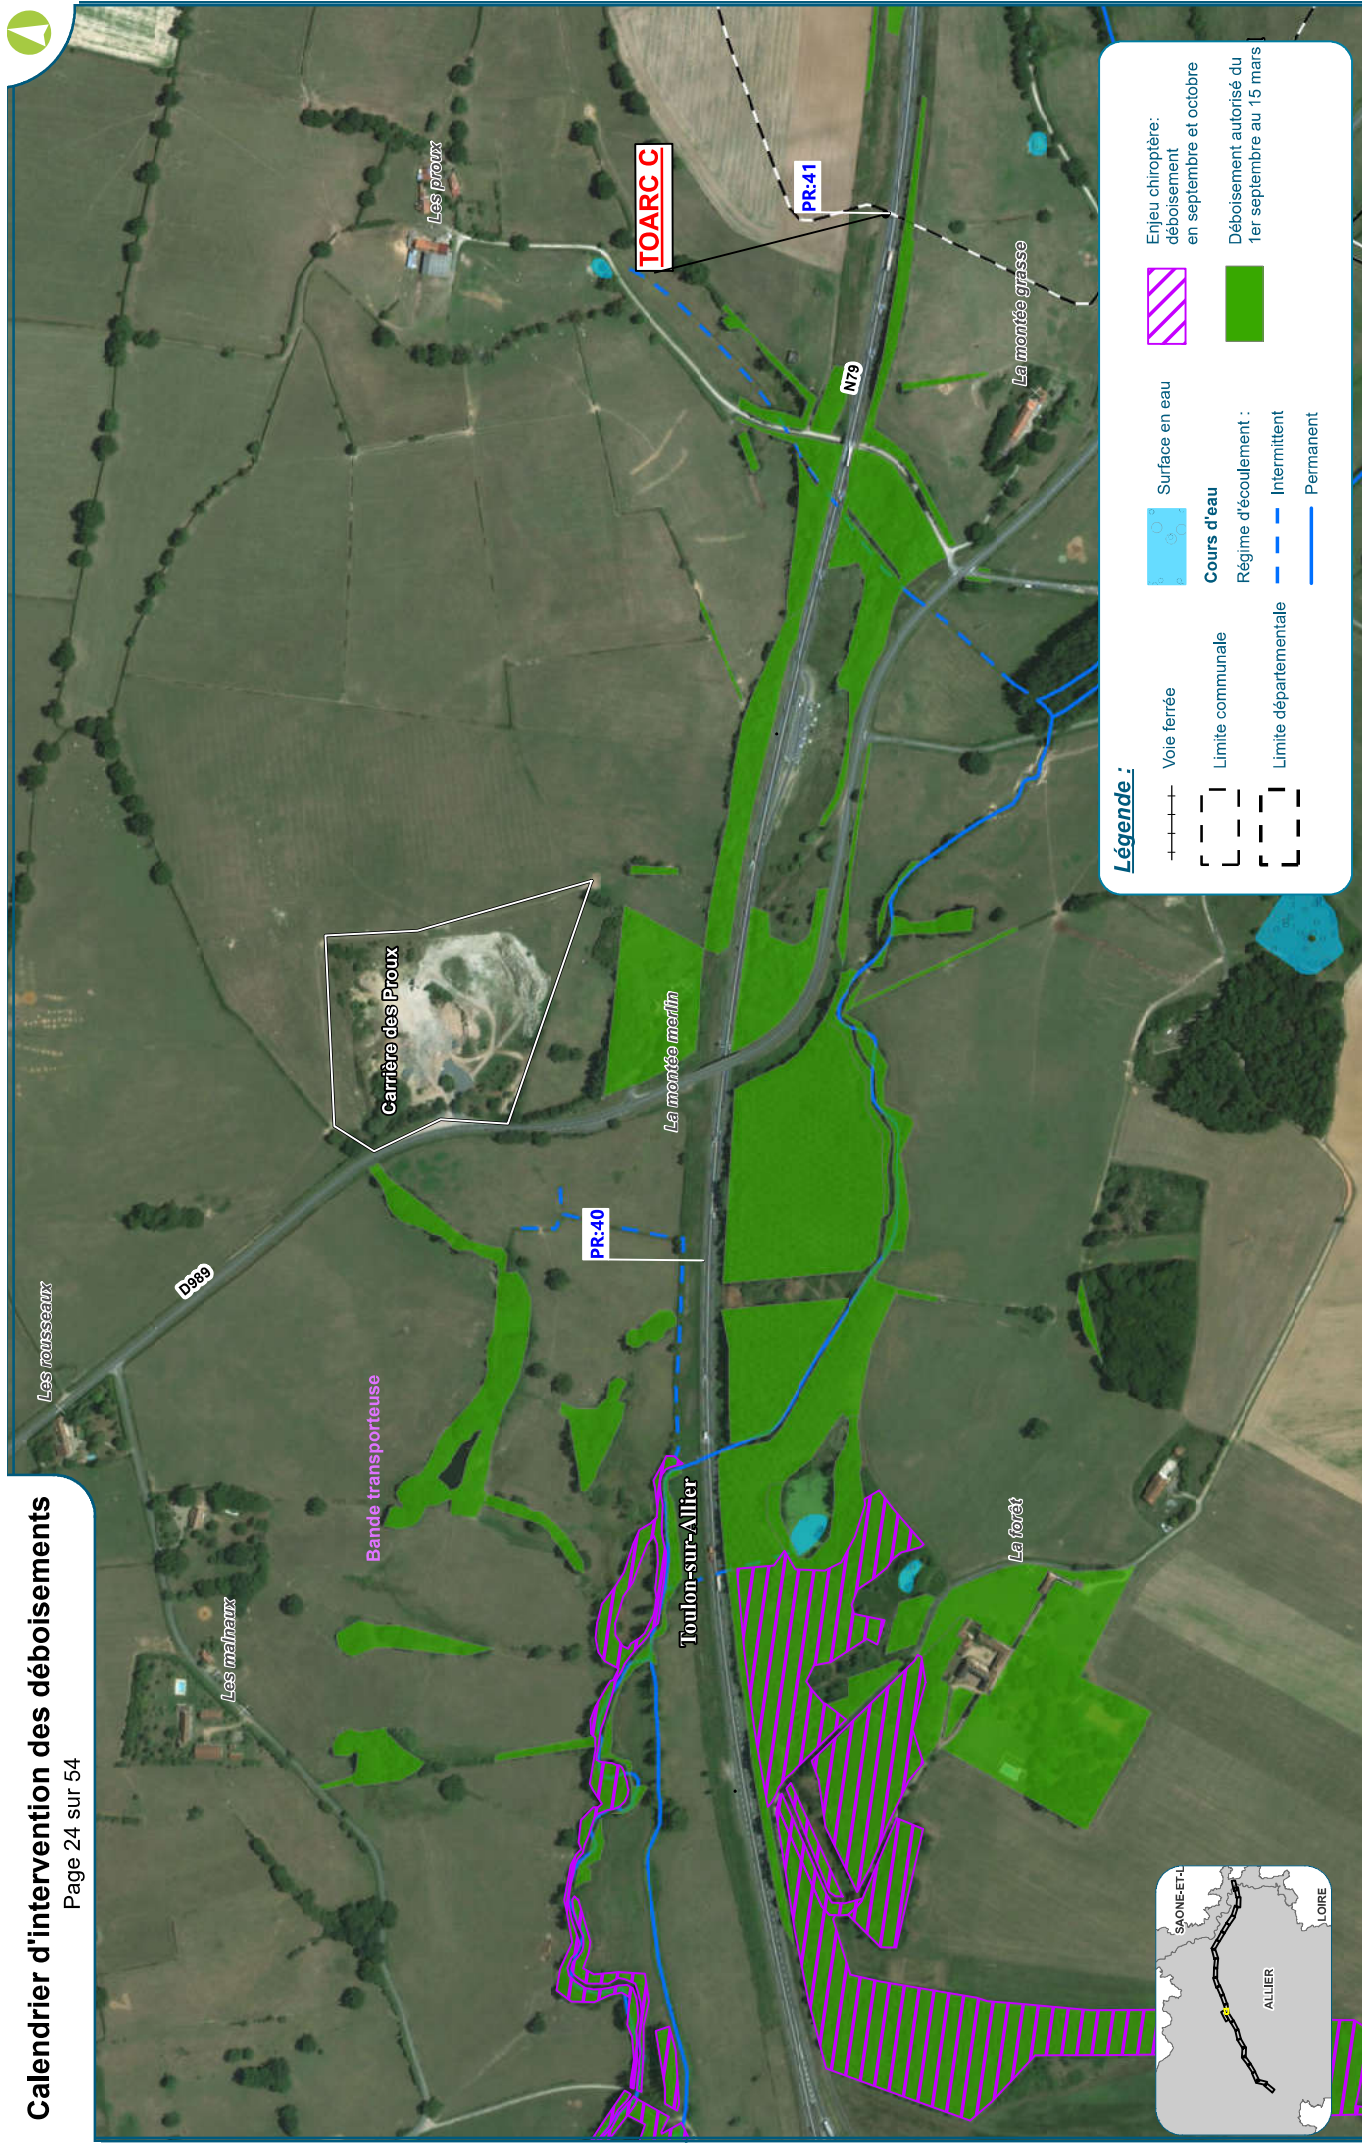 Calendrier d'intervention des déboisements
Page 24 sur 54
Les rousseaux
D989
Les malnaux
Bande transporteuse
Carrière des Proux
Les proux
TOARC C
PR:41
PR:40
La montée merlin
Toulon-sur-Allier
N79
La montée grasse
La forêt
Légende :
Voie ferrée
Limite communale
Limite départementale
Surface en eau
Cours d'eau
Régime d'écoulement :
Intermittent
Permanent
Enjeu chiroptère:
déboisement
en septembre et octobre
Déboisement autorisé du
1er septembre au 15 mars
SAONE-ET-L
ALLIER
LOIRE